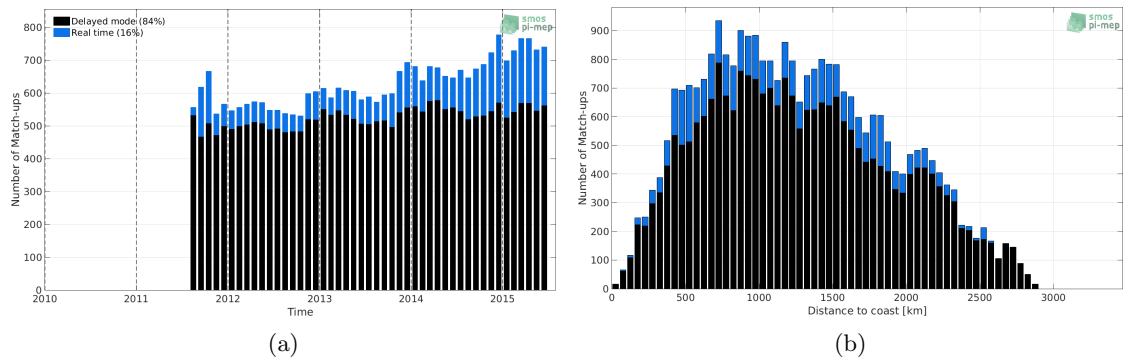 Delayed mode (84%)
Real time (16%)
smos
pi-mep
Number of Match-ups
800
700
600
500
400
300
200
100
0
2010
2011
2012
2013
2014
2015
Time
(a)
smos
pi-mep
Number of Match-ups
900
800
700
600
500
400
300
200
100
0
0
500
1000
1500
2000
2500
3000
Distance to coast [km]
(b)